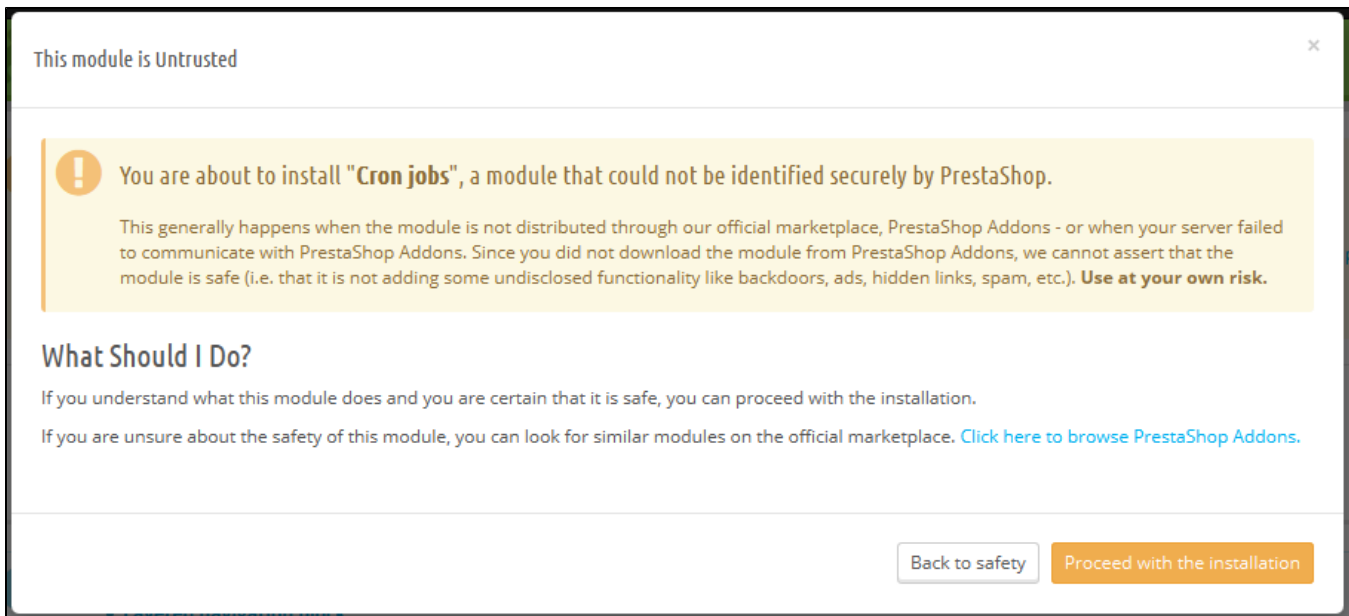 This module is Untrusted
×
You are about to install "Cron jobs", a module that could not be identified securely by PrestaShop.
This generally happens when the module is not distributed through our official marketplace, PrestaShop Addons - or when your server failed
to communicate with PrestaShop Addons. Since you did not download the module from PrestaShop Addons, we cannot assert that the
module is safe (i.e. that it is not adding some undisclosed functionality like backdoors, ads, hidden links, spam, etc.). Use at your own risk.
What Should I Do?
If you understand what this module does and you are certain that it is safe, you can proceed with the installation.
If you are unsure about the safety of this module, you can look for similar modules on the official marketplace. Click here to browse PrestaShop Addons.
Back to safety
Proceed with the installation